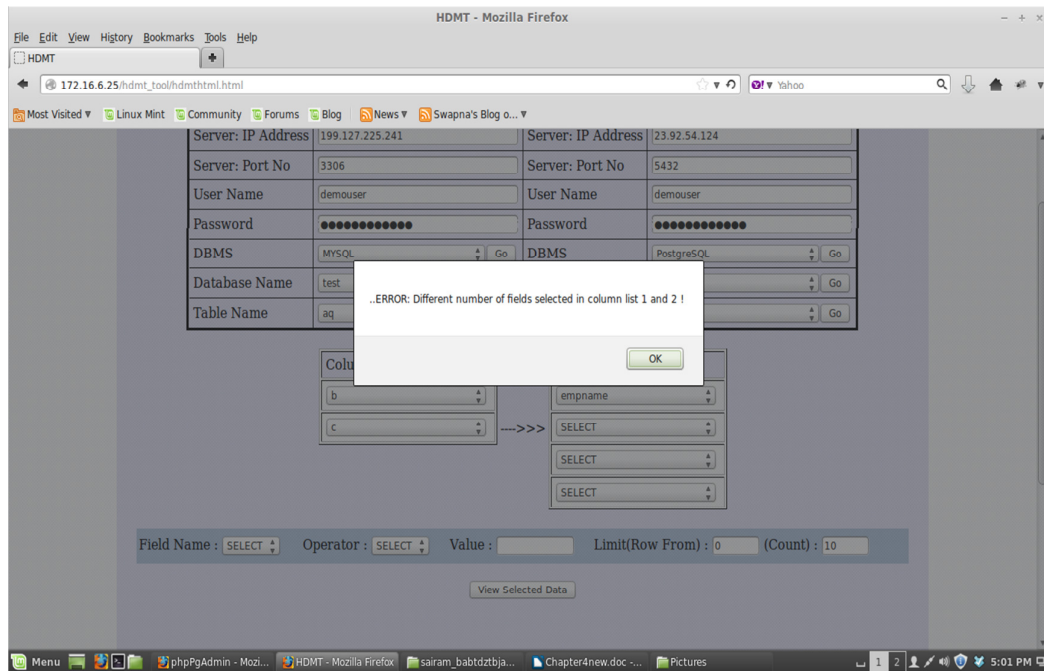 HDMT - Mozilla Firefox
File Edit View History Bookmarks Tools Help
HDMT
172.16.6.25/hdmt_tool/hdmthtml.html
Yahoo
Most Visited Linux Mint Community Forums Blog News Swapna's Blog o...
Server: IP Address 199.127.225.241 Server: IP Address 23.92.54.124
Server: Port No 3306 Server: Port No 5432
User Name demouser User Name demouser
Password ●●●●●●●●●●●● Password ●●●●●●●●●●●●
DBMS MYSQL Go DBMS PostgreSQL Go
Database Name test Go
Table Name aq Go
..ERROR: Different number of fields selected in column list 1 and 2 !
OK
Colu
b empname
c ---->>> SELECT
SELECT
SELECT
Field Name : SELECT Operator : SELECT Value : Limit(Row From) : 0 (Count) : 10
View Selected Data
Menu phpPgAdmin - Mozi... HDMT - Mozilla Firefox sairam_babtdztbja... Chapter4new.doc -... Pictures 1 2 5:01 PM